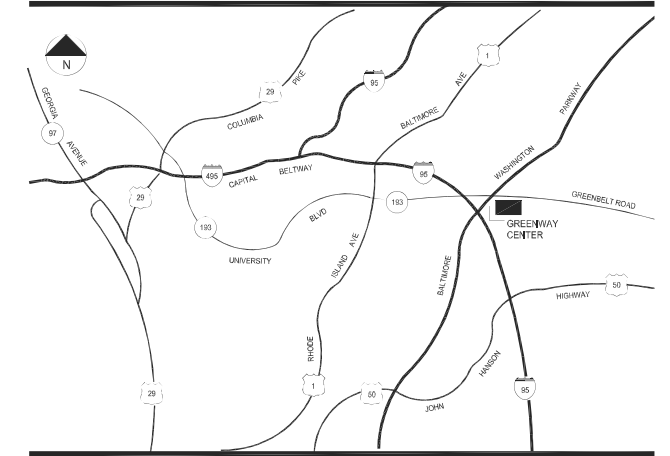 N
GEORGIA
AVENUE
97
29
COLUMBIA
PIKE
95
BALTIMORE
AVE
1
WASHINGTON
PARKWAY
495
CAPITAL
BELTWAY
95
29
193
UNIVERSITY
BLVD
193
GREENBELT ROAD
GREENWAY
CENTER
ISLAND
AVE
RHODE
BALTIMORE
50
HIGHWAY
HANSON
JOHN
29
1
50
95